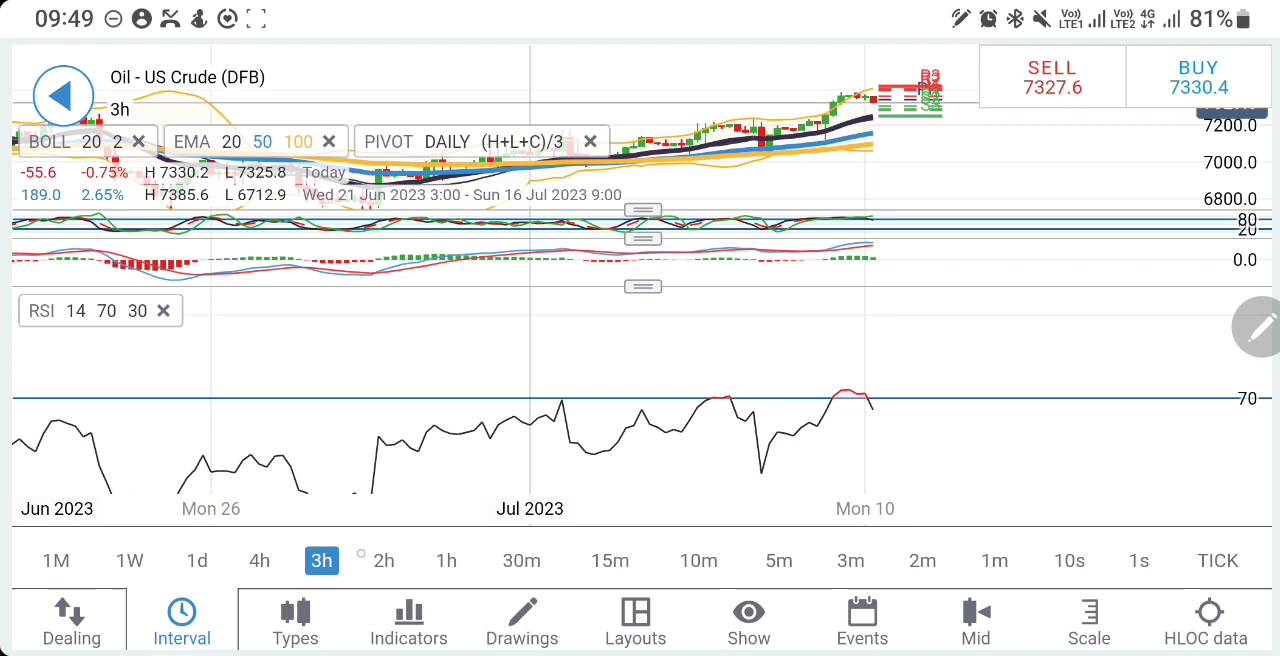 09:49
Vo)) LTE1 Vo)) LTE2 4G 81%
Oil - US Crude (DFB)
3h
SELL
7327.6
BUY
7330.4
BOLL 20 2 EMA 20 50 100 PIVOT DAILY (H+L+C)/3
-55.6 -0.75% H 7330.2 L 7325.8 Today
189.0 2.65% H 7385.6 L 6712.9 Wed 21 Jun 2023 3:00 - Sun 16 Jul 2023 9:00
7200.0
7000.0
6800.0
80
20
0.0
RSI 14 70 30
70
Jun 2023 Mon 26 Jul 2023 Mon 10
1M 1W 1d 4h 3h 2h 1h 30m 15m 10m 5m 3m 2m 1m 10s 1s TICK
Dealing Interval Types Indicators Drawings Layouts Show Events Mid Scale HLOC data